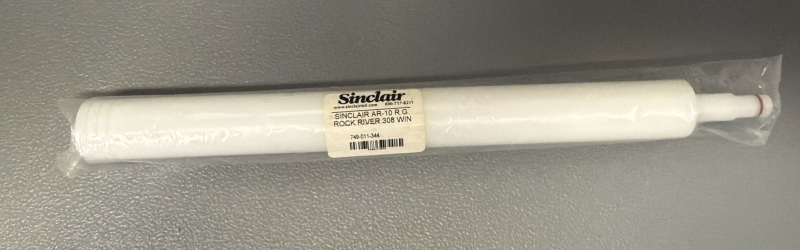 Sinclair
www.sinclairintl.com 800-717-8211
SINCLAIR AR-10 R.G.
ROCK RIVER 308 WIN
749-011-344